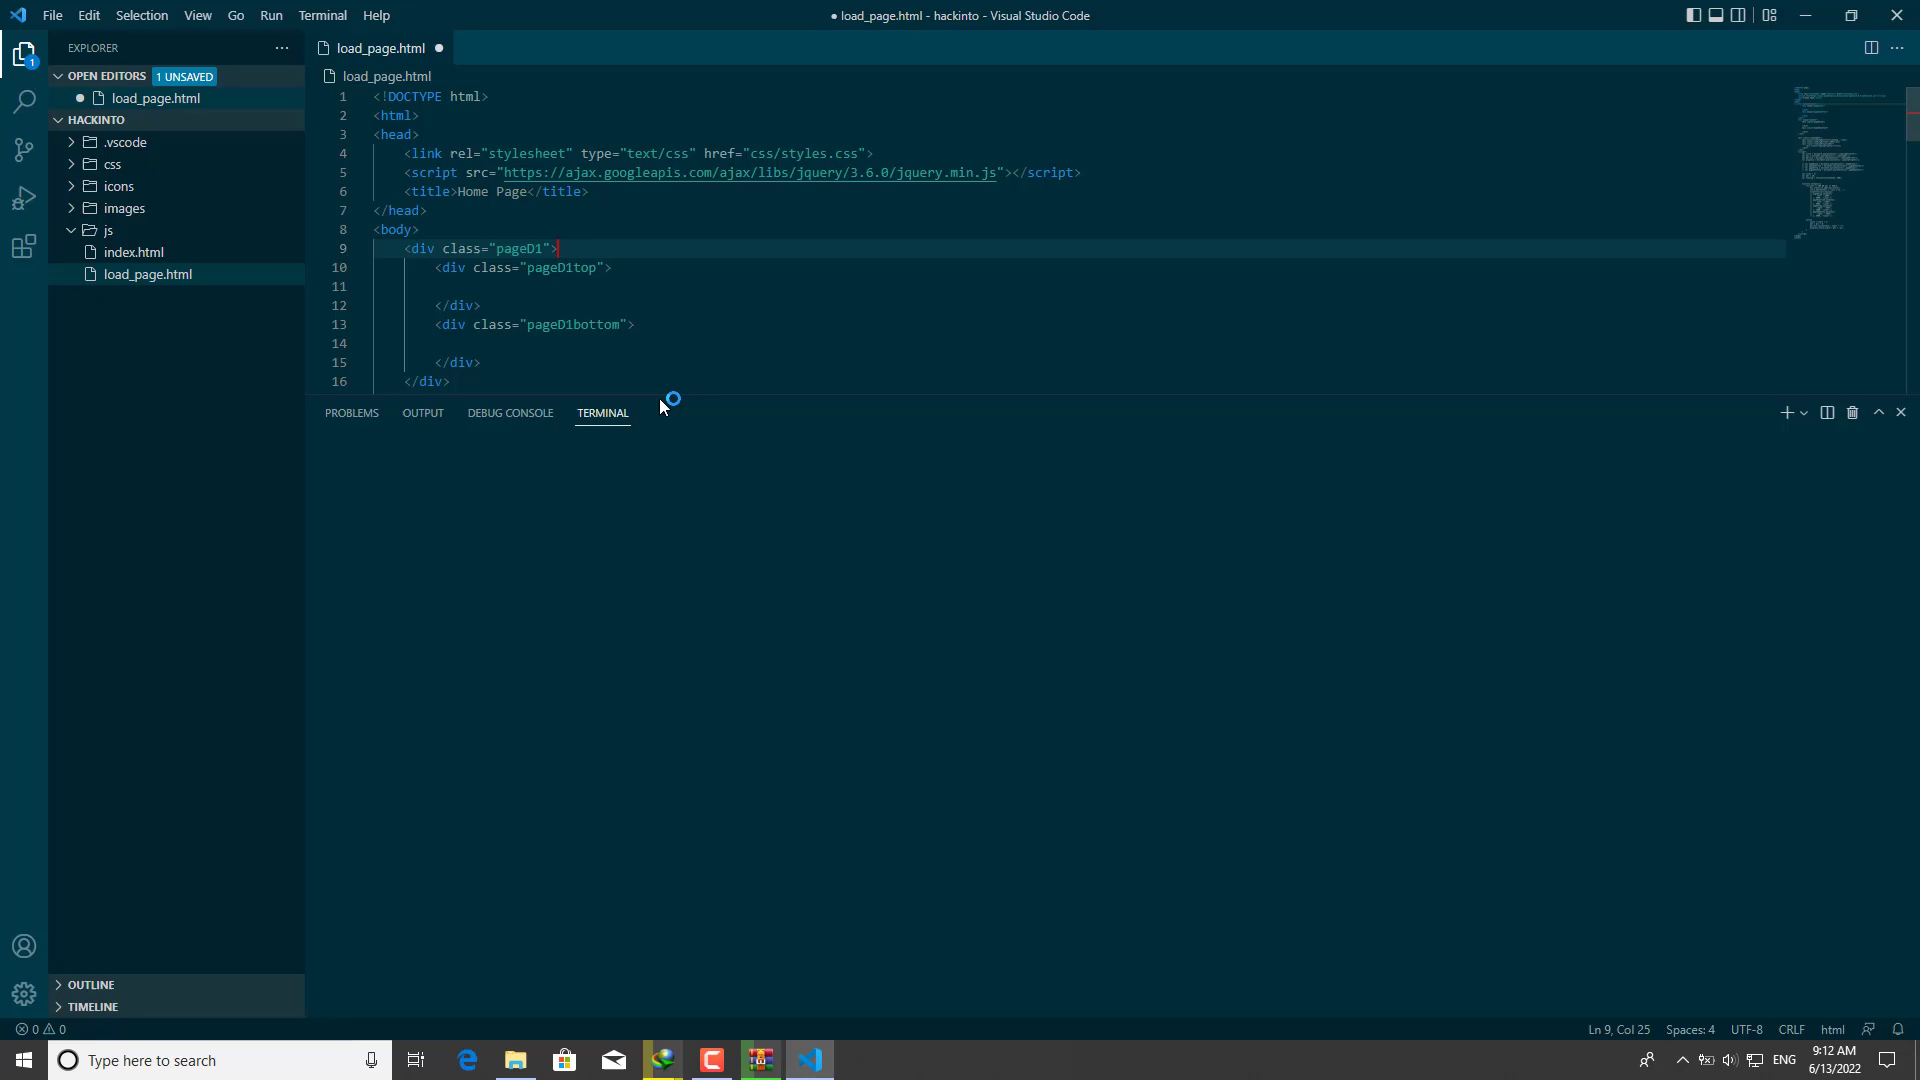 File Edit Selection View Go Run Terminal Help
● load_page.html - hackinto - Visual Studio Code
EXPLORER
load_page.html
OPEN EDITORS 1 UNSAVED
load_page.html
HACKINTO
.vscode
css
icons
images
js
index.html
load_page.html
OUTLINE
TIMELINE
1
load_page.html
1 <!DOCTYPE html>
2 <html>
3 <head>
4 <link rel="stylesheet" type="text/css" href="css/styles.css">
5 <script src="https://ajax.googleapis.com/ajax/libs/jquery/3.6.0/jquery.min.js"></script>
6 <title>Home Page</title>
7 </head>
8 <body>
9 <div class="pageD1">
10 <div class="pageD1top">
11
12 </div>
13 <div class="pageD1bottom">
14
15 </div>
16 </div>
PROBLEMS OUTPUT DEBUG CONSOLE TERMINAL
0 0
Ln 9, Col 25 Spaces: 4 UTF-8 CRLF html
Type here to search
ENG
9:12 AM
6/13/2022